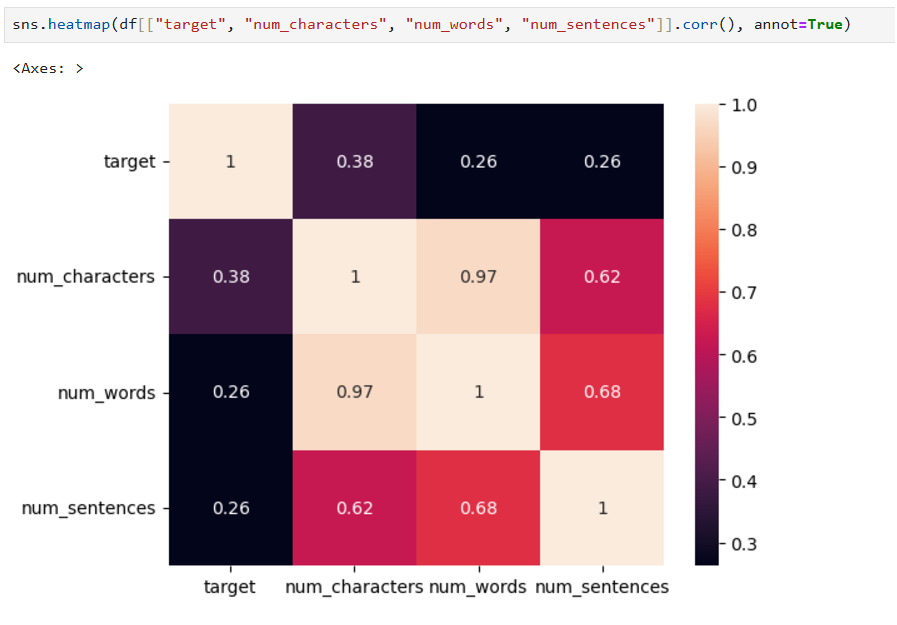 sns.heatmap(df[["target", "num_characters", "num_words", "num_sentences"]].corr(), annot=True)
<Axes: >
target 1 0.38 0.26 0.26
num_characters 0.38 1 0.97 0.62
num_words 0.26 0.97 1 0.68
num_sentences 0.26 0.62 0.68 1
target num_characters num_words num_sentences
1.0
0.9
0.8
0.7
0.6
0.5
0.4
0.3